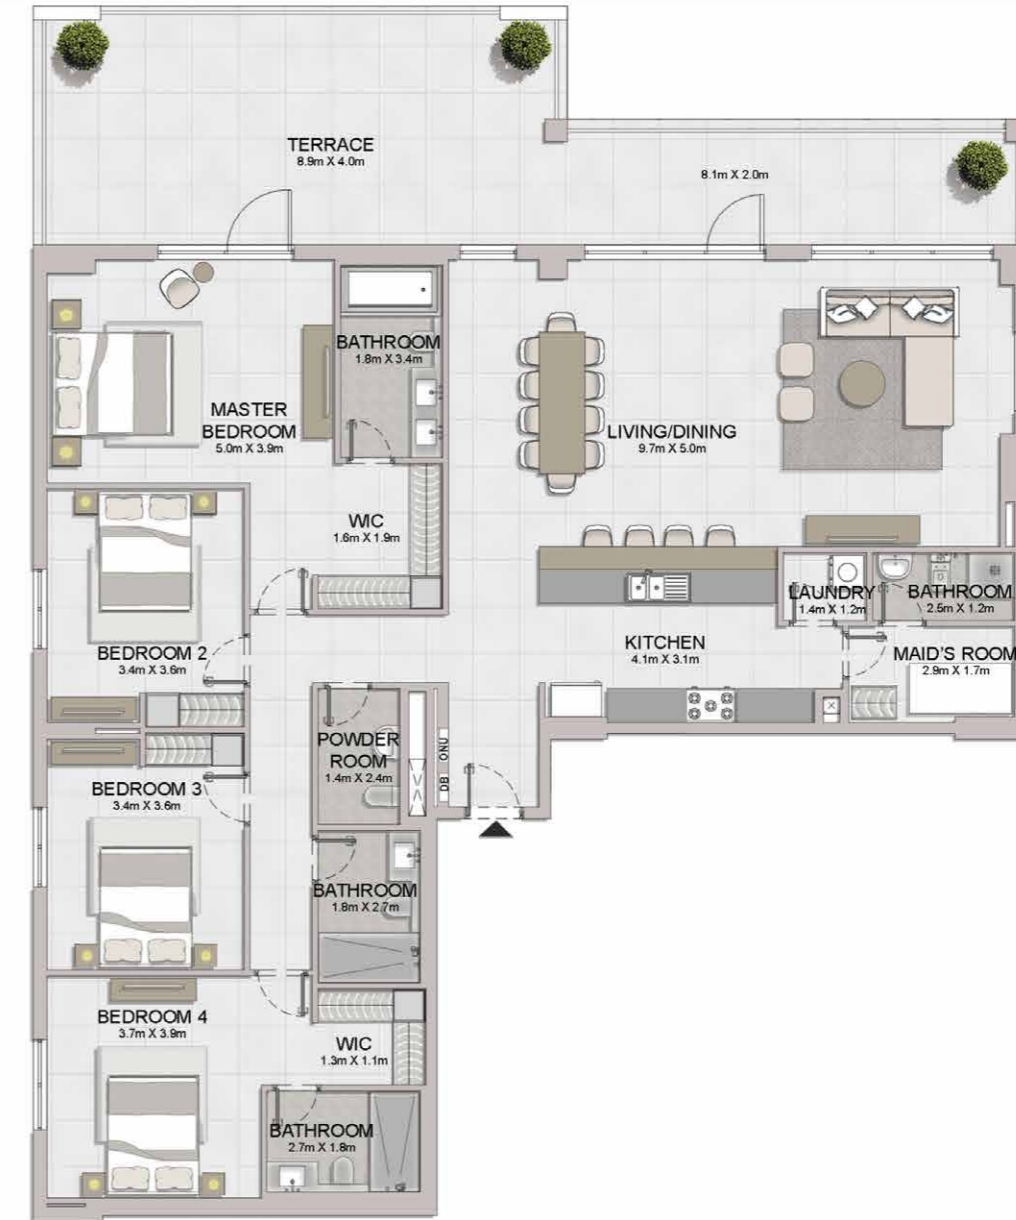 TERRACE
8.9m X 4.0m
8.1m X 2.0m
BATHROOM
1.8m X 3.4m
MASTER
BEDROOM
5.0m X 3.9m
LIVING/DINING
9.7m X 5.0m
WIC
1.6m X 1.9m
LAUNDRY
1.4m X 1.2m
BATHROOM
2.5m X 1.2m
BEDROOM 2
3.4m X 3.6m
KITCHEN
4.1m X 3.1m
MAID'S ROOM
2.9m X 1.7m
POWDER
ROOM
1.4m X 2.4m
ONU
DB
BEDROOM 3
3.4m X 3.6m
BATHROOM
1.8m X 2.7m
BEDROOM 4
3.7m X 3.9m
WIC
1.3m X 1.1m
BATHROOM
2.7m X 1.8m